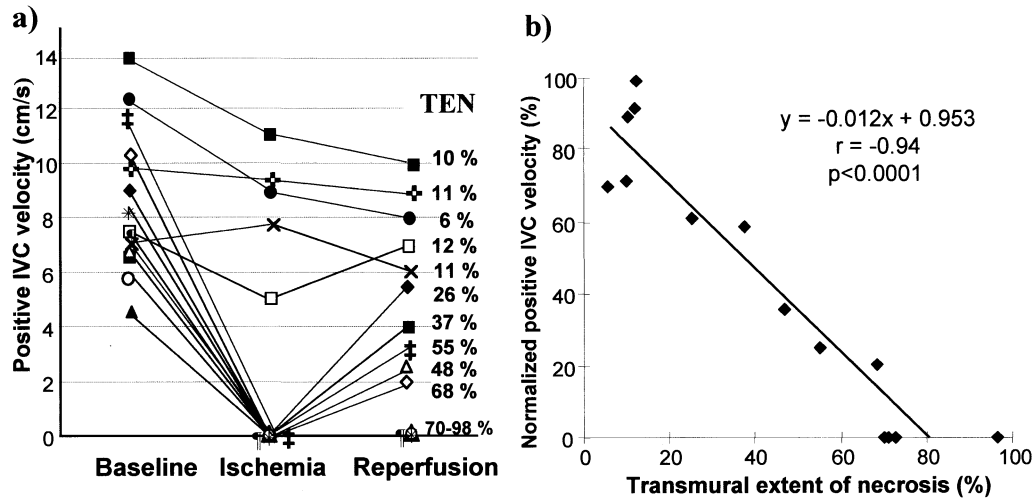 a)
Positive IVC velocity (cm/s)
14
12
10
8
6
4
2
0
TEN
10 %
11 %
6 %
12 %
11 %
26 %
37 %
55 %
48 %
68 %
70-98 %
Baseline Ischemia Reperfusion
b)
Normalized positive IVC velocity (%)
100
80
60
40
20
0
y = -0.012x + 0.953
r = -0.94
p<0.0001
0 20 40 60 80 100
Transmural extent of necrosis (%)